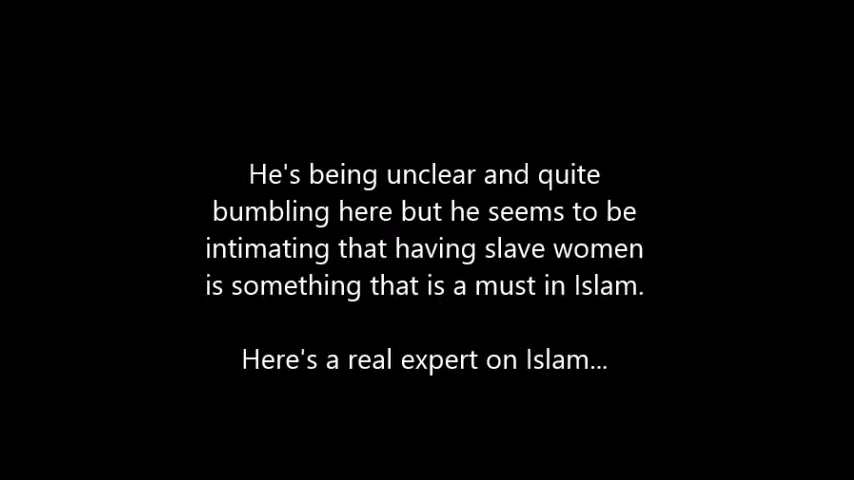 He's being unclear and quite
bumbling here but he seems to be
intimating that having slave women
is something that is a must in Islam.
Here's a real expert on Islam...